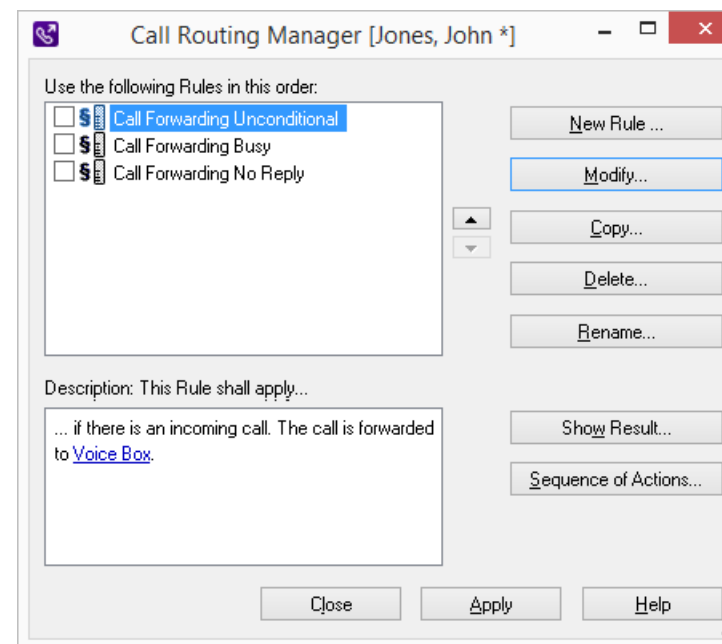 Call Routing Manager [Jones, John *]
Use the following Rules in this order:
Call Forwarding Unconditional
Call Forwarding Busy
Call Forwarding No Reply
New Rule ...
Modify...
Copy...
Delete...
Rename...
Description: This Rule shall apply...
... if there is an incoming call. The call is forwarded
to Voice Box.
Show Result...
Sequence of Actions...
Close
Apply
Help